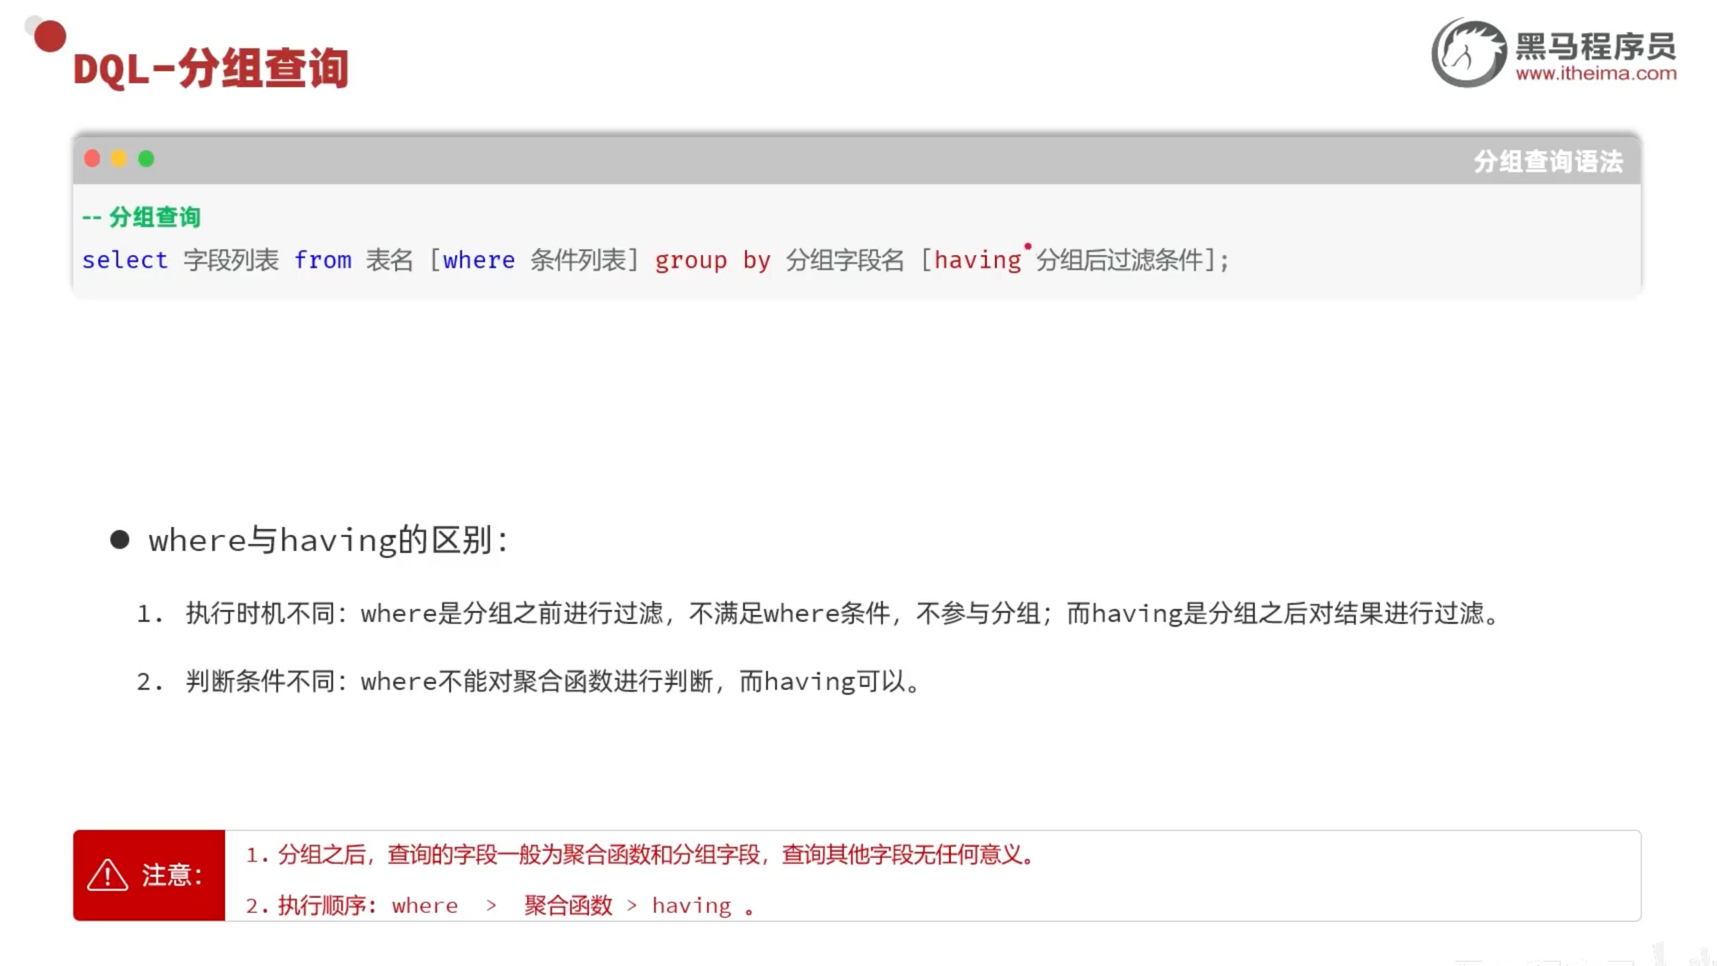 DQL-分组查询
黑马程序员
www.itheima.com
分组查询语法
-- 分组查询
select 字段列表 from 表名 [where 条件列表] group by 分组字段名 [having 分组后过滤条件];
● where与having的区别:
1. 执行时机不同：where是分组之前进行过滤，不满足where条件，不参与分组；而having是分组之后对结果进行过滤。
2. 判断条件不同：where不能对聚合函数进行判断，而having可以。
注意：
1.分组之后，查询的字段一般为聚合函数和分组字段，查询其他字段无任何意义。
2.执行顺序：where > 聚合函数 > having 。